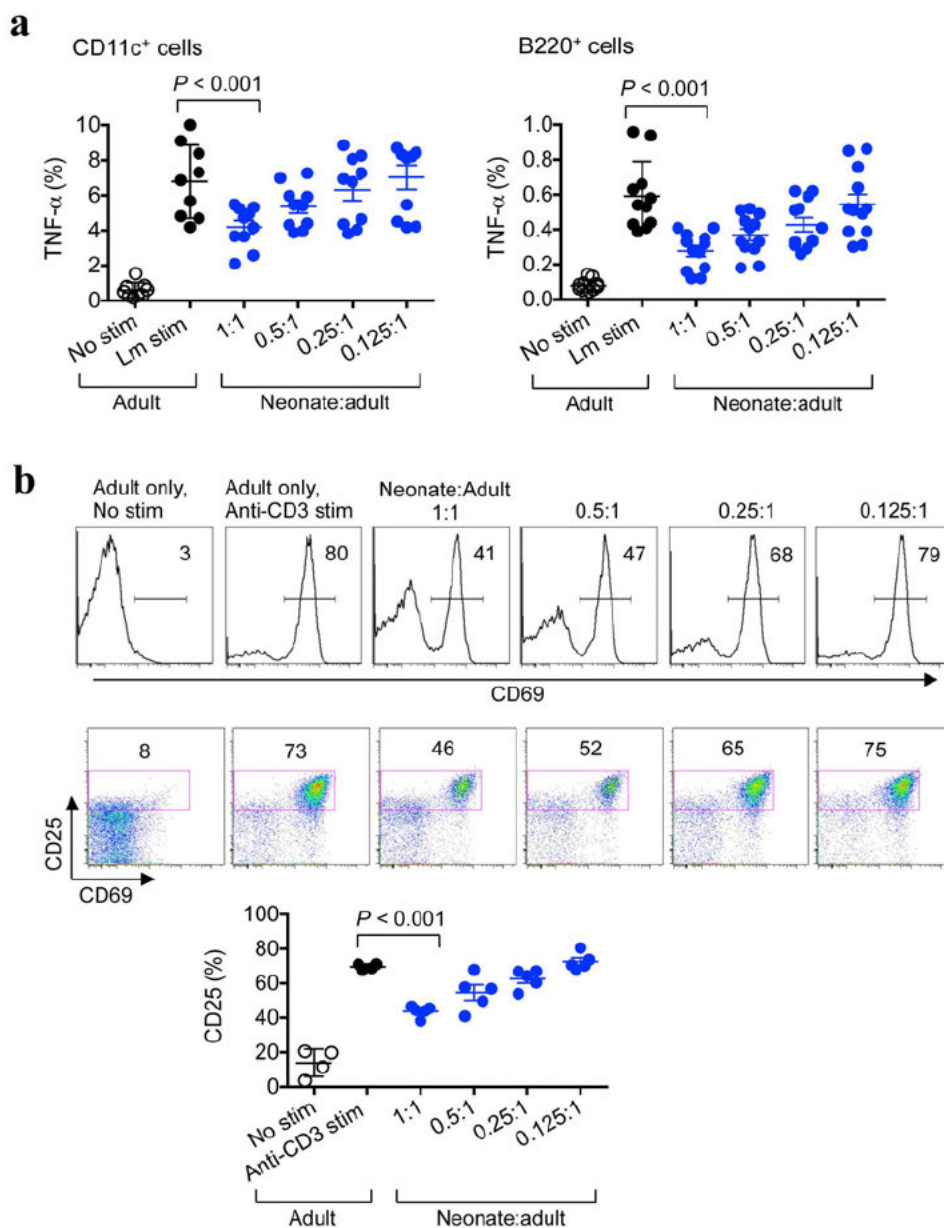 a
CD11c⁺ cells
P < 0.001
TNF-α (%)
10
8
6
4
2
0
No stim
Lm stim
1:1
0.5:1
0.25:1
0.125:1
Adult
Neonate:adult
B220⁺ cells
P < 0.001
TNF-α (%)
1.0
0.8
0.6
0.4
0.2
0.0
No stim
Lm stim
1:1
0.5:1
0.25:1
0.125:1
Adult
Neonate:adult
b
Adult only,
No stim
Adult only,
Anti-CD3 stim
Neonate:Adult
1:1
0.5:1
0.25:1
0.125:1
3
80
41
47
68
79
CD69
8
73
46
52
65
75
CD25
CD69
P < 0.001
CD25 (%)
100
80
60
40
20
0
No stim
Anti-CD3 stim
1:1
0.5:1
0.25:1
0.125:1
Adult
Neonate:adult